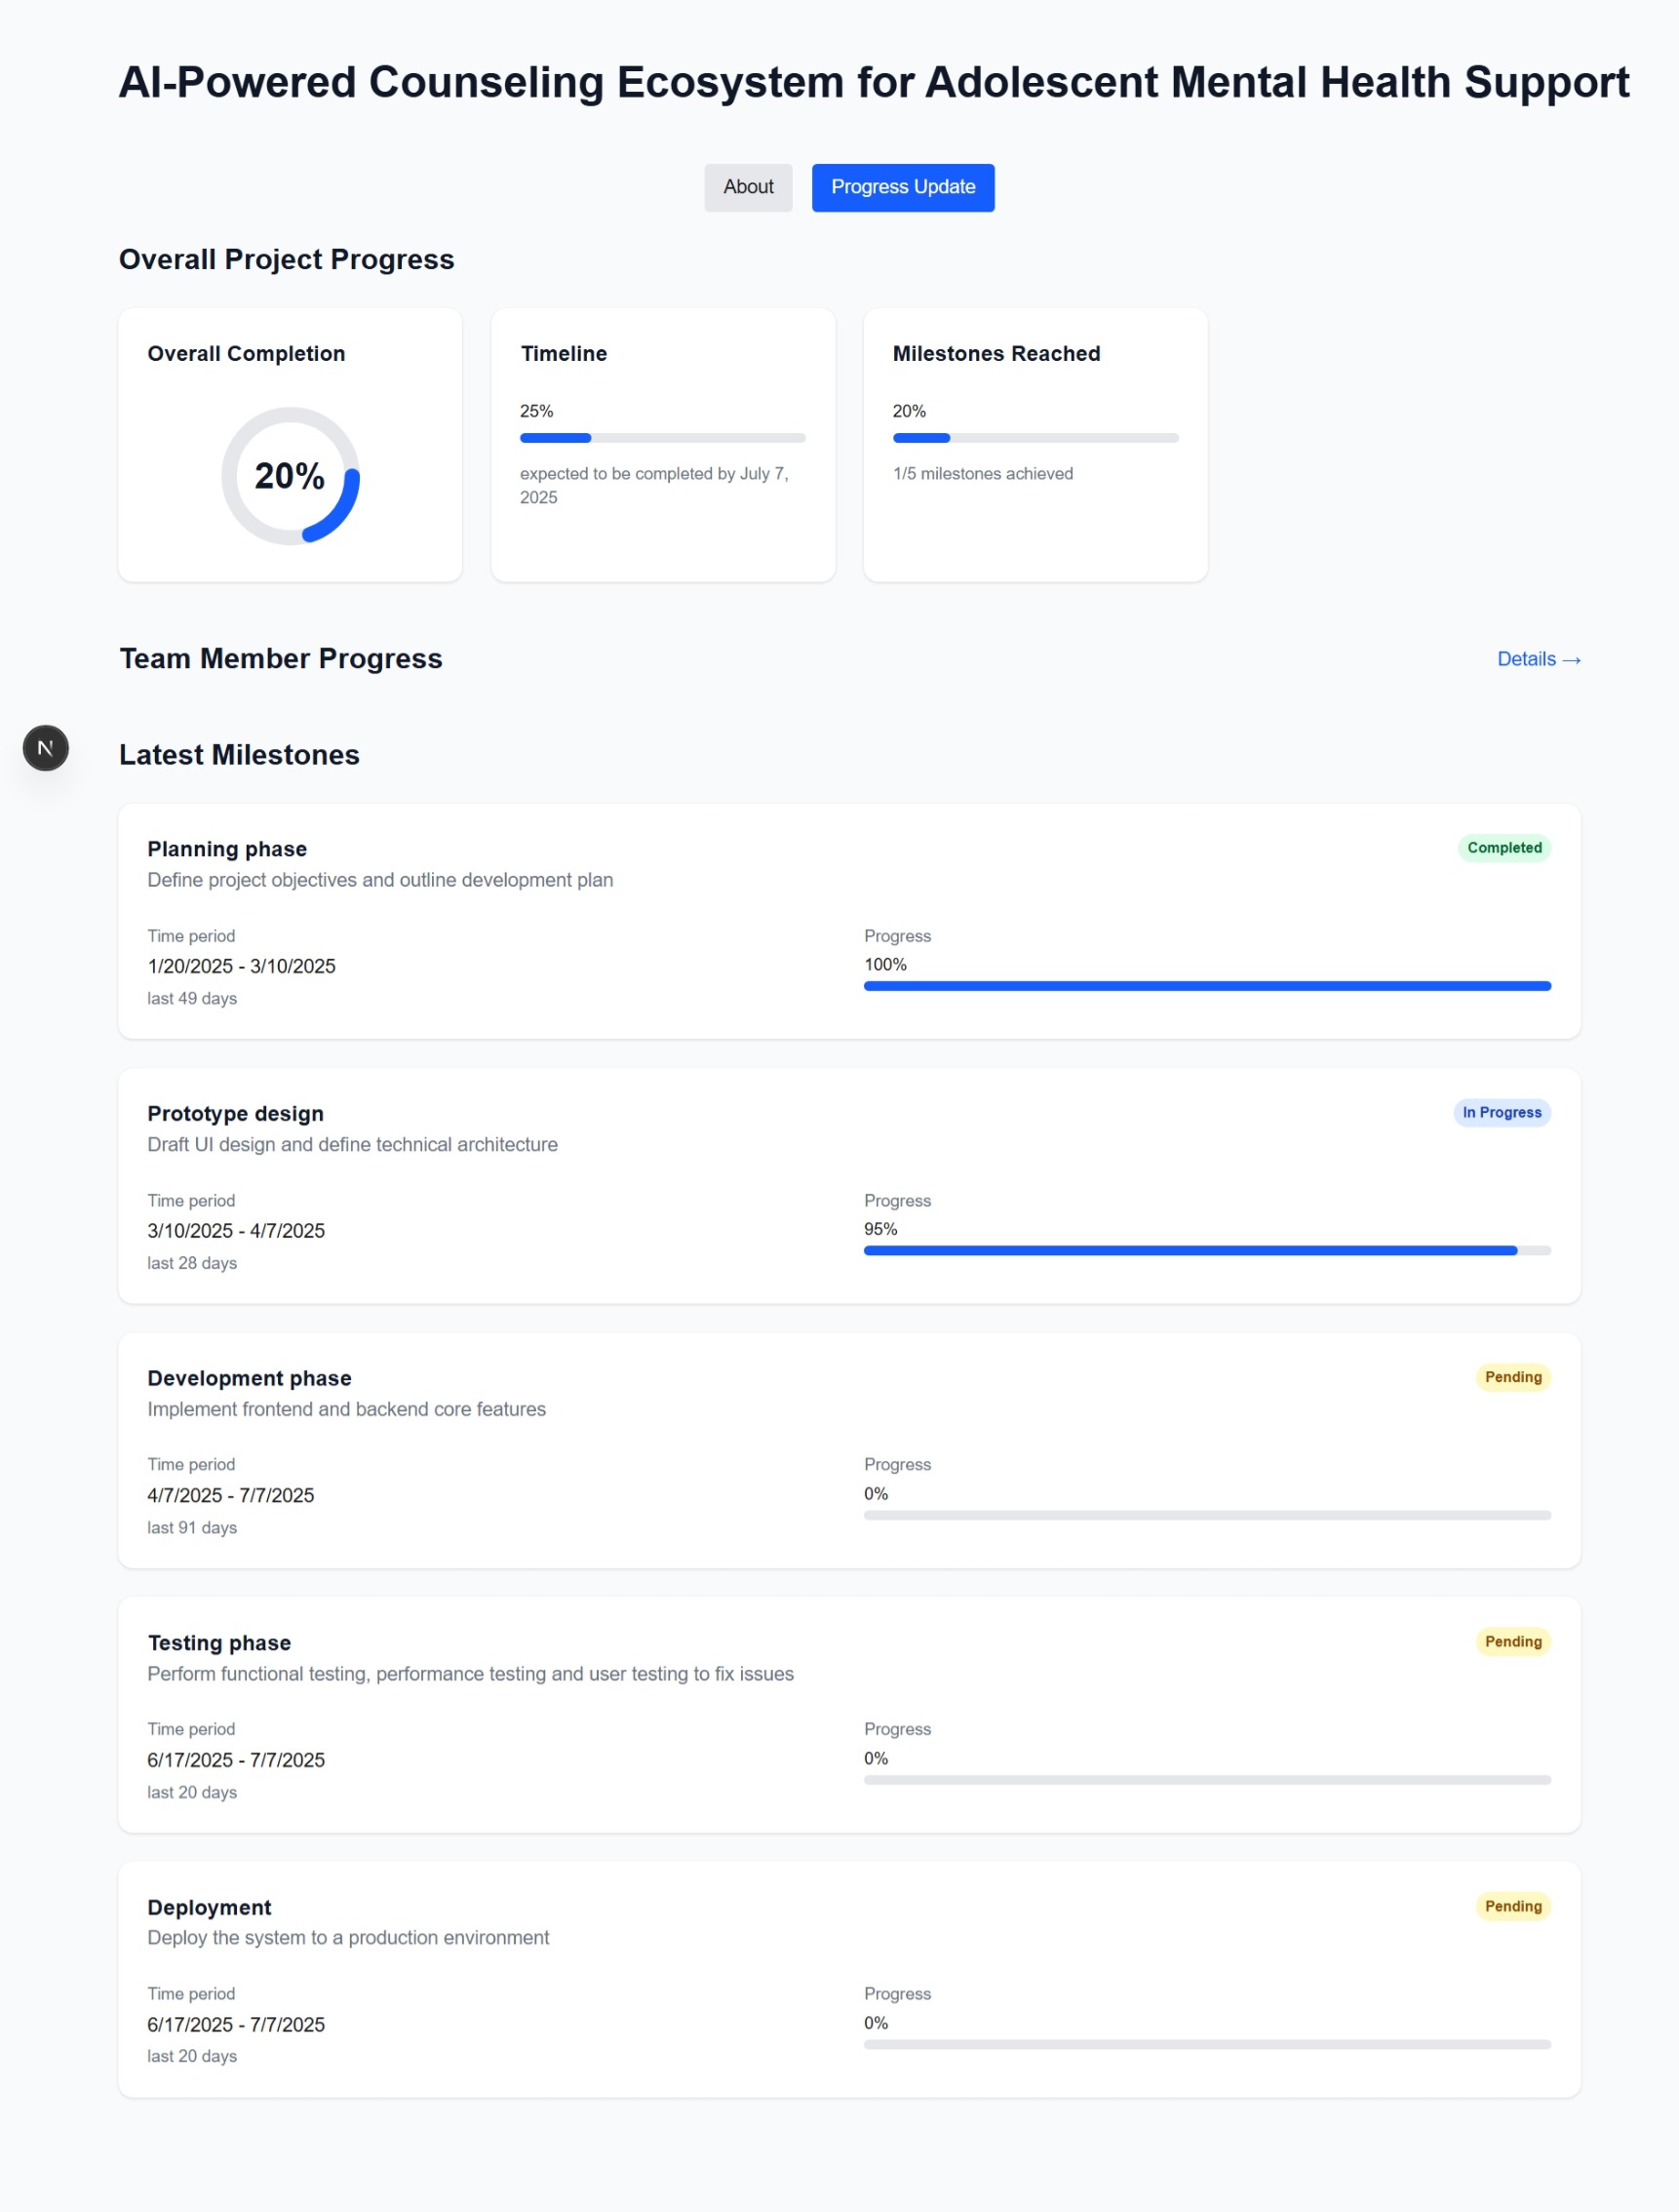 AI-Powered Counseling Ecosystem for Adolescent Mental Health Support
About
Progress Update
Overall Project Progress
Overall Completion
20%
Timeline
25%
expected to be completed by July 7,
2025
Milestones Reached
20%
1/5 milestones achieved
Team Member Progress
Details →
N
Latest Milestones
Planning phase
Completed
Define project objectives and outline development plan
Time period
1/20/2025 - 3/10/2025
last 49 days
Progress
100%
Prototype design
In Progress
Draft UI design and define technical architecture
Time period
3/10/2025 - 4/7/2025
last 28 days
Progress
95%
Development phase
Pending
Implement frontend and backend core features
Time period
4/7/2025 - 7/7/2025
last 91 days
Progress
0%
Testing phase
Pending
Perform functional testing, performance testing and user testing to fix issues
Time period
6/17/2025 - 7/7/2025
last 20 days
Progress
0%
Deployment
Pending
Deploy the system to a production environment
Time period
6/17/2025 - 7/7/2025
last 20 days
Progress
0%